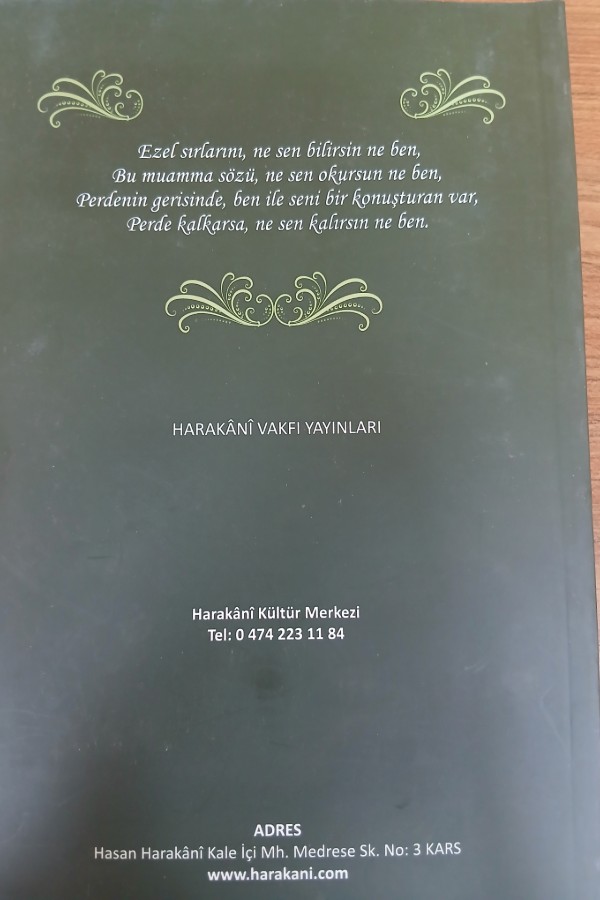 Ezel sırlarını, ne sen bilirsin ne ben,
Bu muamma sözü, ne sen okursun ne ben,
Perdenin gerisinde, ben ile seni bir konuşturan var,
Perde kalkarsa, ne sen kalırsın ne ben.
HARAKÂNÎ VAKFI YAYINLARI
Harakânî Kültür Merkezi
Tel: 0 474 223 11 84
ADRES
Hasan Harakânî Kale İçi Mh. Medrese Sk. No: 3 KARS
www.harakani.com